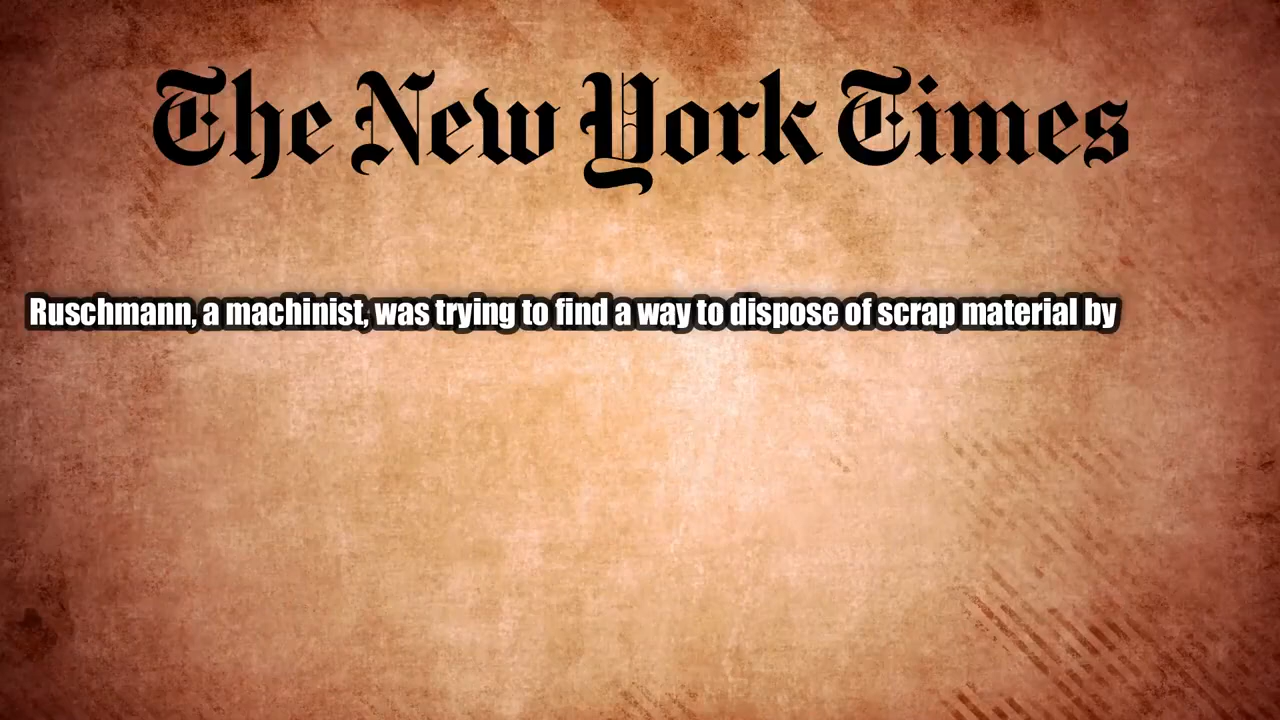 The New York Times
Ruschmann, a machinist, was trying to find a way to dispose of scrap material by